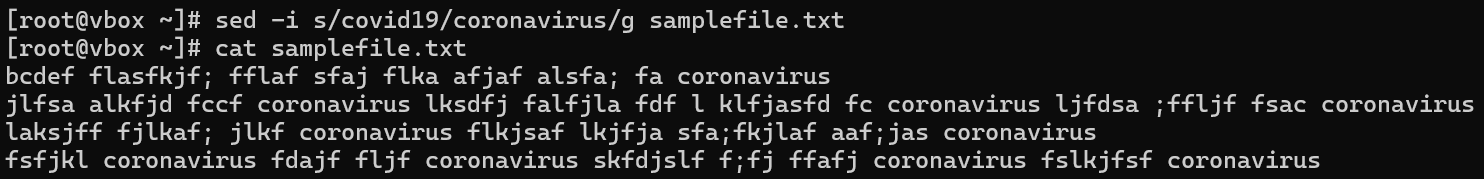 [root@vbox ~]# sed -i s/covid19/coronavirus/g samplefile.txt
[root@vbox ~]# cat samplefile.txt
bcdef flasfkjf; fflaf sfaj flka afjaf alsfa; fa coronavirus
jlfsa alkfjd fccf coronavirus lksdfj falfjla fdf l klfjasfd fc coronavirus ljfdsa ;ffljf fsac coronavirus
laksjff fjlkaf; jlkf coronavirus flkjsaf lkjfja sfa;fkjlaf aaf;jas coronavirus
fsfjkl coronavirus fdajf fljf coronavirus skfdjslf f;fj ffafj coronavirus fslkjfsf coronavirus